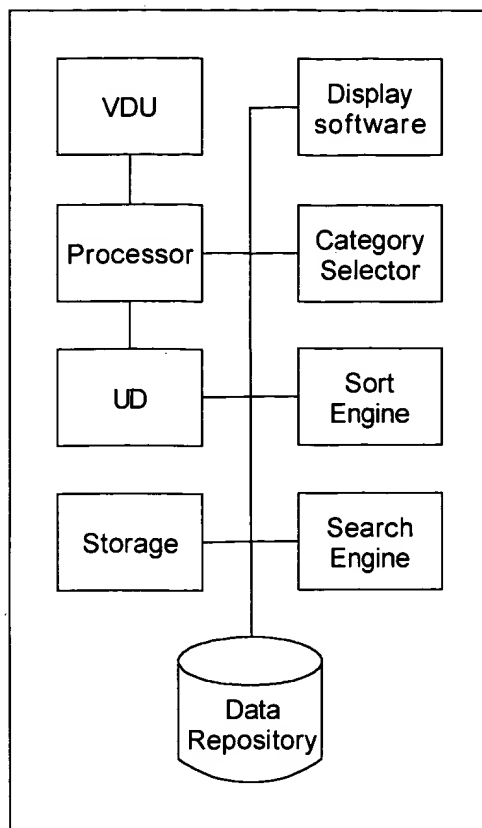 VDU
Display
software
Processor
Category
Selector
UD
Sort
Engine
Storage
Search
Engine
Data
Repository